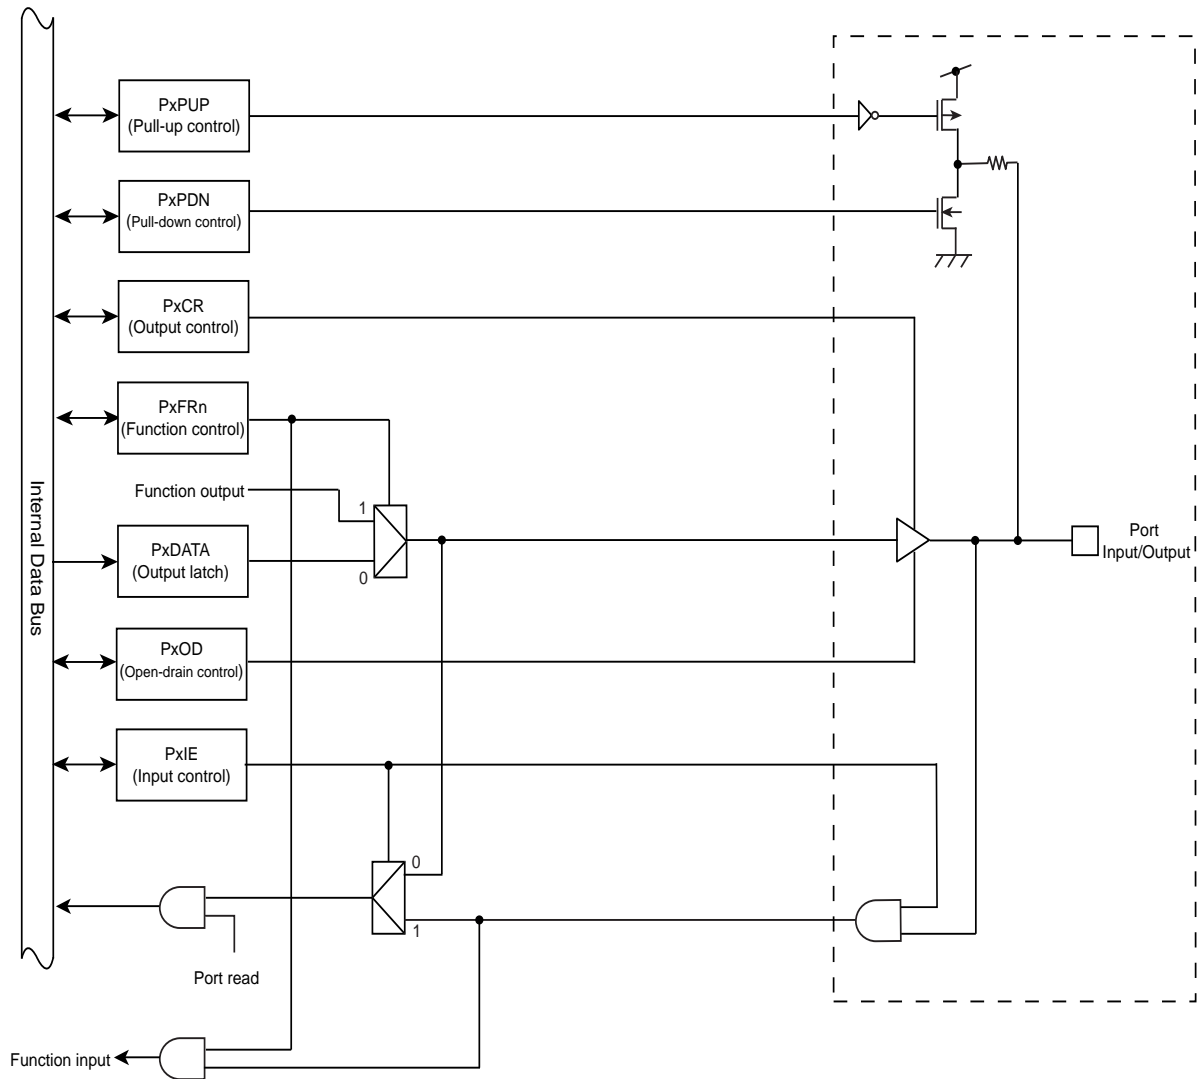 PxPUP
(Pull-up control)
PxPDN
(Pull-down control)
PxCR
(Output control)
PxFRn
(Function control)
Internal Data Bus
Function output
1
PxDATA
(Output latch)
0
Port
Input/Output
PxOD
(Open-drain control)
PxIE
(Input control)
0
1
Port read
Function input